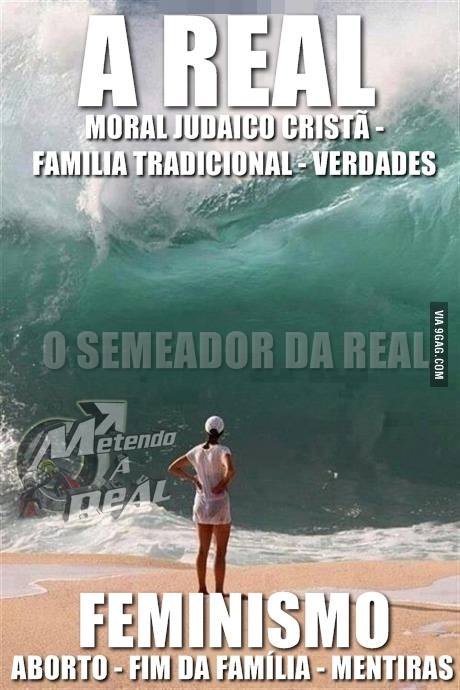 A REAL
MORAL JUDAICO CRISTÃ -
FAMILIA TRADICIONAL - VERDADES
VIA 9GAG.COM
O SEMEADOR DA REAL
Metendo
A
REAL
FEMINISMO
ABORTO - FIM DA FAMÍLIA - MENTIRAS